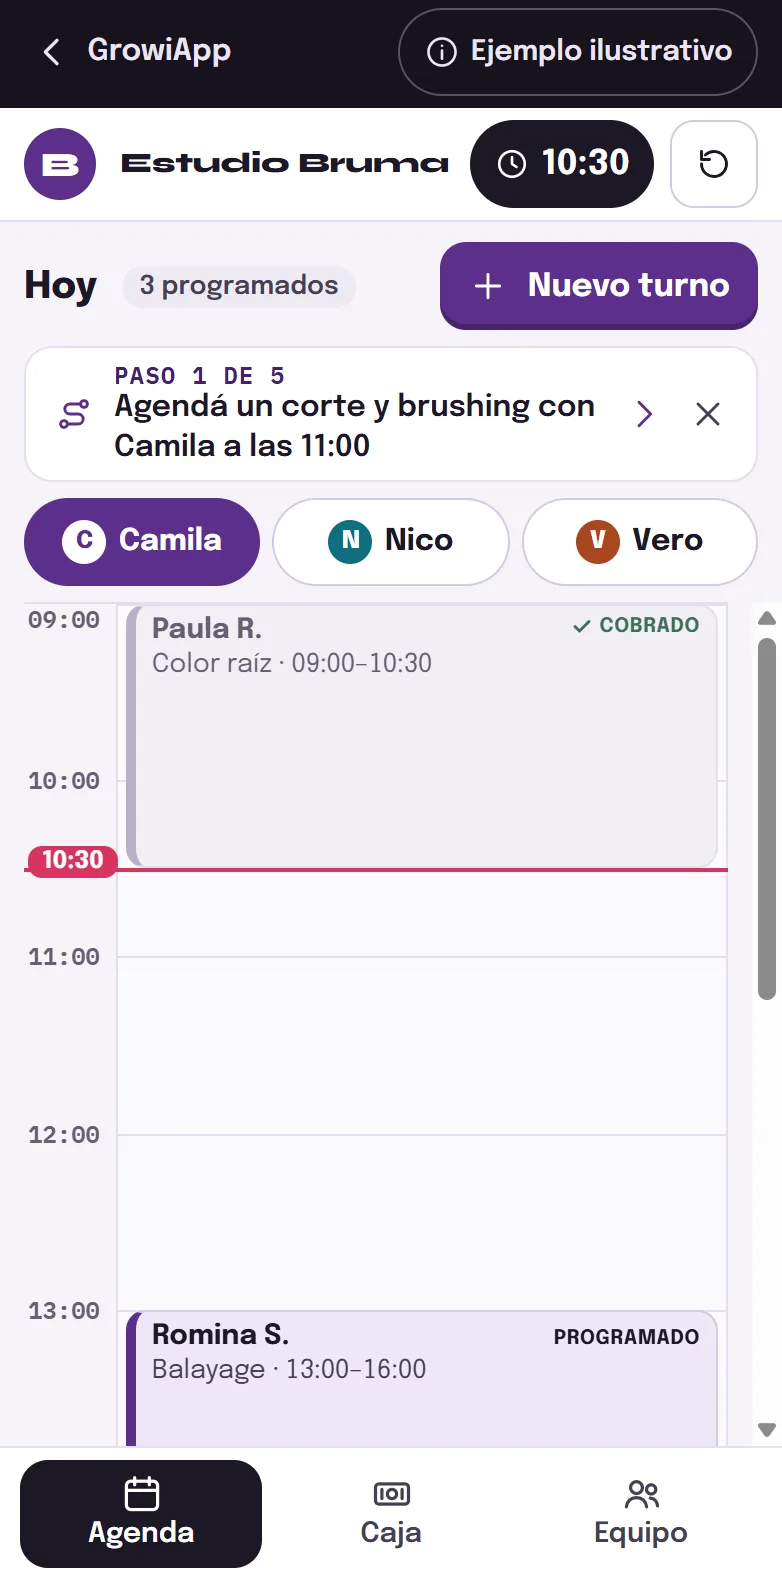 GrowiApp
Ejemplo ilustrativo
B
Estudio Bruma
10:30
Hoy
3 programados
Nuevo turno
PASO 1 DE 5
Agendá un corte y brushing con
Camila a las 11:00
C Camila
N Nico
V Vero
09:00
Paula R.
COBRADO
Color raíz · 09:00–10:30
10:00
10:30
11:00
12:00
13:00
Romina S.
PROGRAMADO
Balayage · 13:00–16:00
Agenda
Caja
Equipo